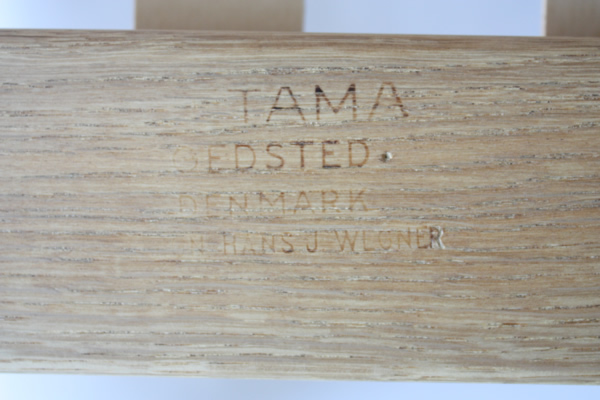 TAMA
GEDSTED
DENMARK
HANS J WEGNER